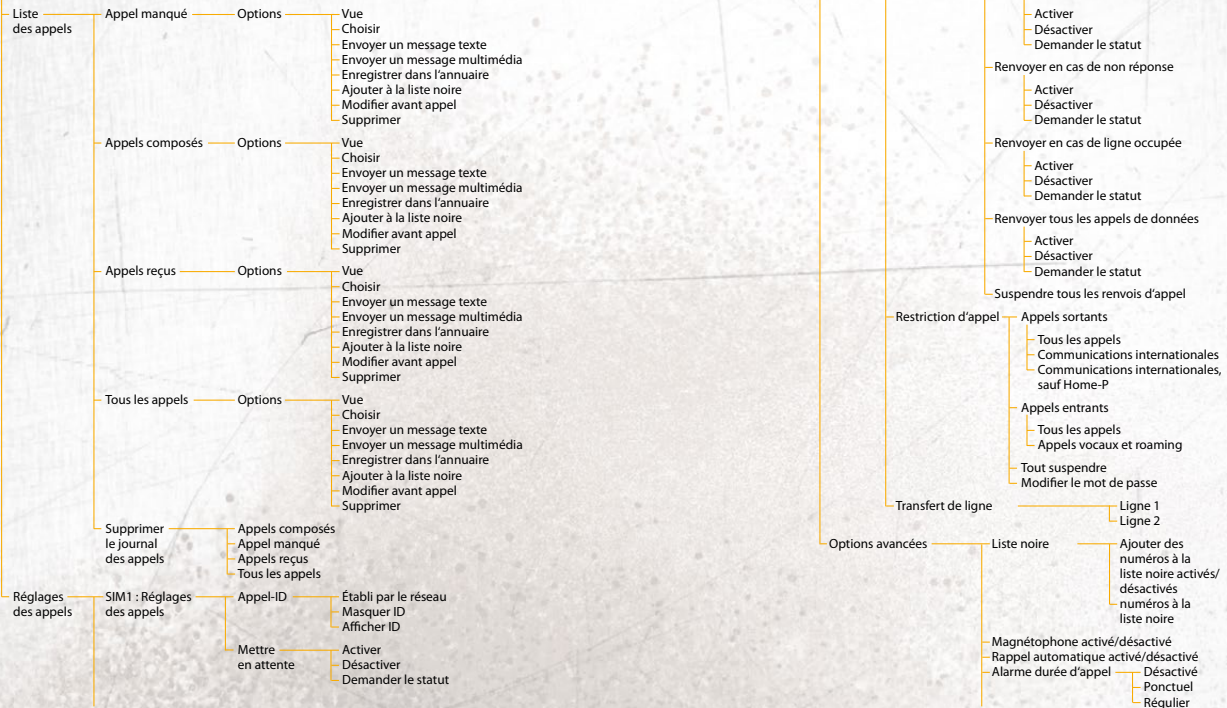 Liste
des appels
Appel manqué
Options
Vue
Choisir
Envoyer un message texte
Envoyer un message multimédia
Enregistrer dans l'annuaire
Ajouter à la liste noire
Modifier avant appel
Supprimer
Appels composés
Options
Vue
Choisir
Envoyer un message texte
Envoyer un message multimédia
Enregistrer dans l'annuaire
Ajouter à la liste noire
Modifier avant appel
Supprimer
Appels reçus
Options
Vue
Choisir
Envoyer un message texte
Envoyer un message multimédia
Enregistrer dans l'annuaire
Ajouter à la liste noire
Modifier avant appel
Supprimer
Tous les appels
Options
Vue
Choisir
Envoyer un message texte
Envoyer un message multimédia
Enregistrer dans l'annuaire
Ajouter à la liste noire
Modifier avant appel
Supprimer
Supprimer
le journal
des appels
Appels composés
Appel manqué
Appels reçus
Tous les appels
Réglages
des appels
SIM1 : Réglages
des appels
Appel-ID
Établi par le réseau
Masquer ID
Afficher ID
Mettre
en attente
Activer
Désactiver
Demander le statut
Activer
Désactiver
Demander le statut
Renvoyer en cas de non réponse
Activer
Désactiver
Demander le statut
Renvoyer en cas de ligne occupée
Activer
Désactiver
Demander le statut
Renvoyer tous les appels de données
Activer
Désactiver
Demander le statut
Suspendre tous les renvois d'appel
Restriction d'appel
Appels sortants
Tous les appels
Communications internationales
Communications internationales,
sauf Home-P
Appels entrants
Tous les appels
Appels vocaux et roaming
Tout suspendre
Modifier le mot de passe
Transfert de ligne
Ligne 1
Ligne 2
Options avancées
Liste noire
Ajouter des
numéros à la
liste noire activés/
désactivés
numéros à la
liste noire
Magnétophone activé/désactivé
Rappel automatique activé/désactivé
Alarme durée d'appel
Désactivé
Ponctuel
Régulier